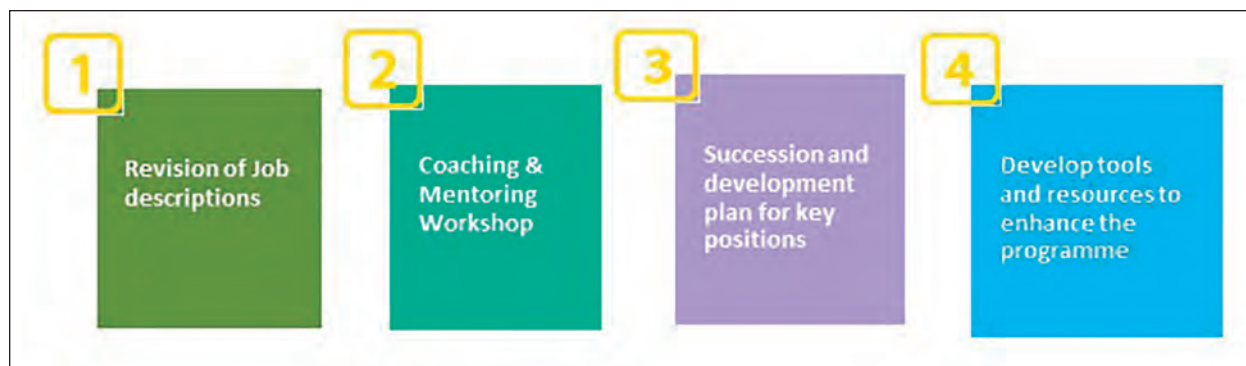 1
Revision of Job
descriptions
2
Coaching &
Mentoring
Workshop
3
Succession and
development
plan for key
positions
4
Develop tools
and resources to
enhance the
programme